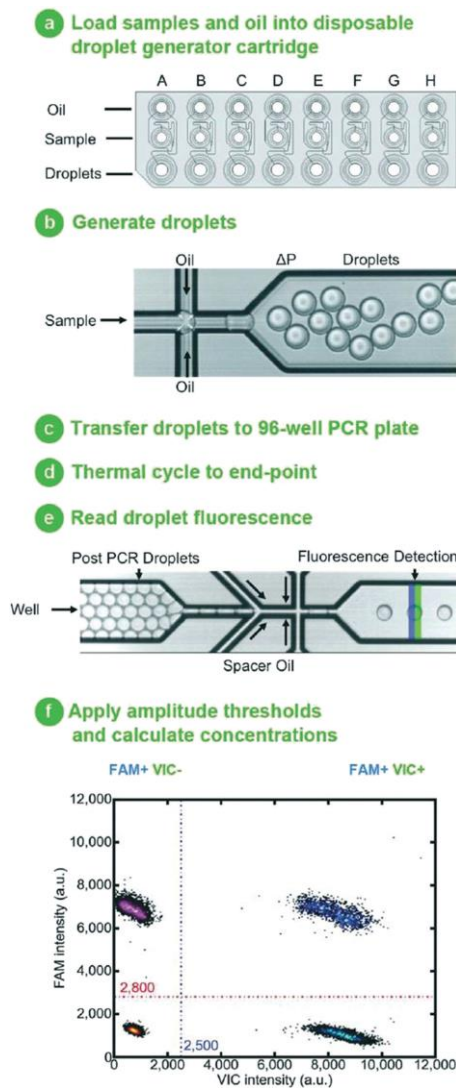 a Load samples and oil into disposable
droplet generator cartridge
A B C D E F G H
Oil
Sample
Droplets
b Generate droplets
Oil ΔP Droplets
Sample
Oil
c Transfer droplets to 96-well PCR plate
d Thermal cycle to end-point
e Read droplet fluorescence
Post PCR Droplets Fluorescence Detection
Well
Spacer Oil
f Apply amplitude thresholds
and calculate concentrations
FAM+ VIC- FAM+ VIC+
12,000
10,000
8,000
6,000
4,000
2,000
0
FAM intensity (a.u.)
2,800
2,500
0 2,000 4,000 6,000 8,000 10,000 12,000
VIC intensity (a.u.)